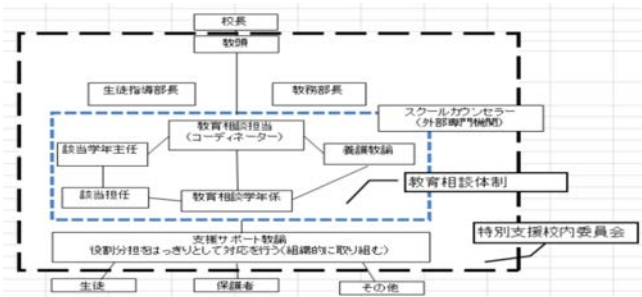 校長
教頭
生徒指導部長
教務部長
スクールカウンセラー
（外部専門機関）
教育相談担当
（コーディネーター）
該当学年主任
養護教諭
教育相談体制
該当担任
教育相談学年係
特別支援校内委員会
支援サポート教諭
役割分担をはっきりとして対応を行う（組織的に取り組む）
生徒
保護者
その他